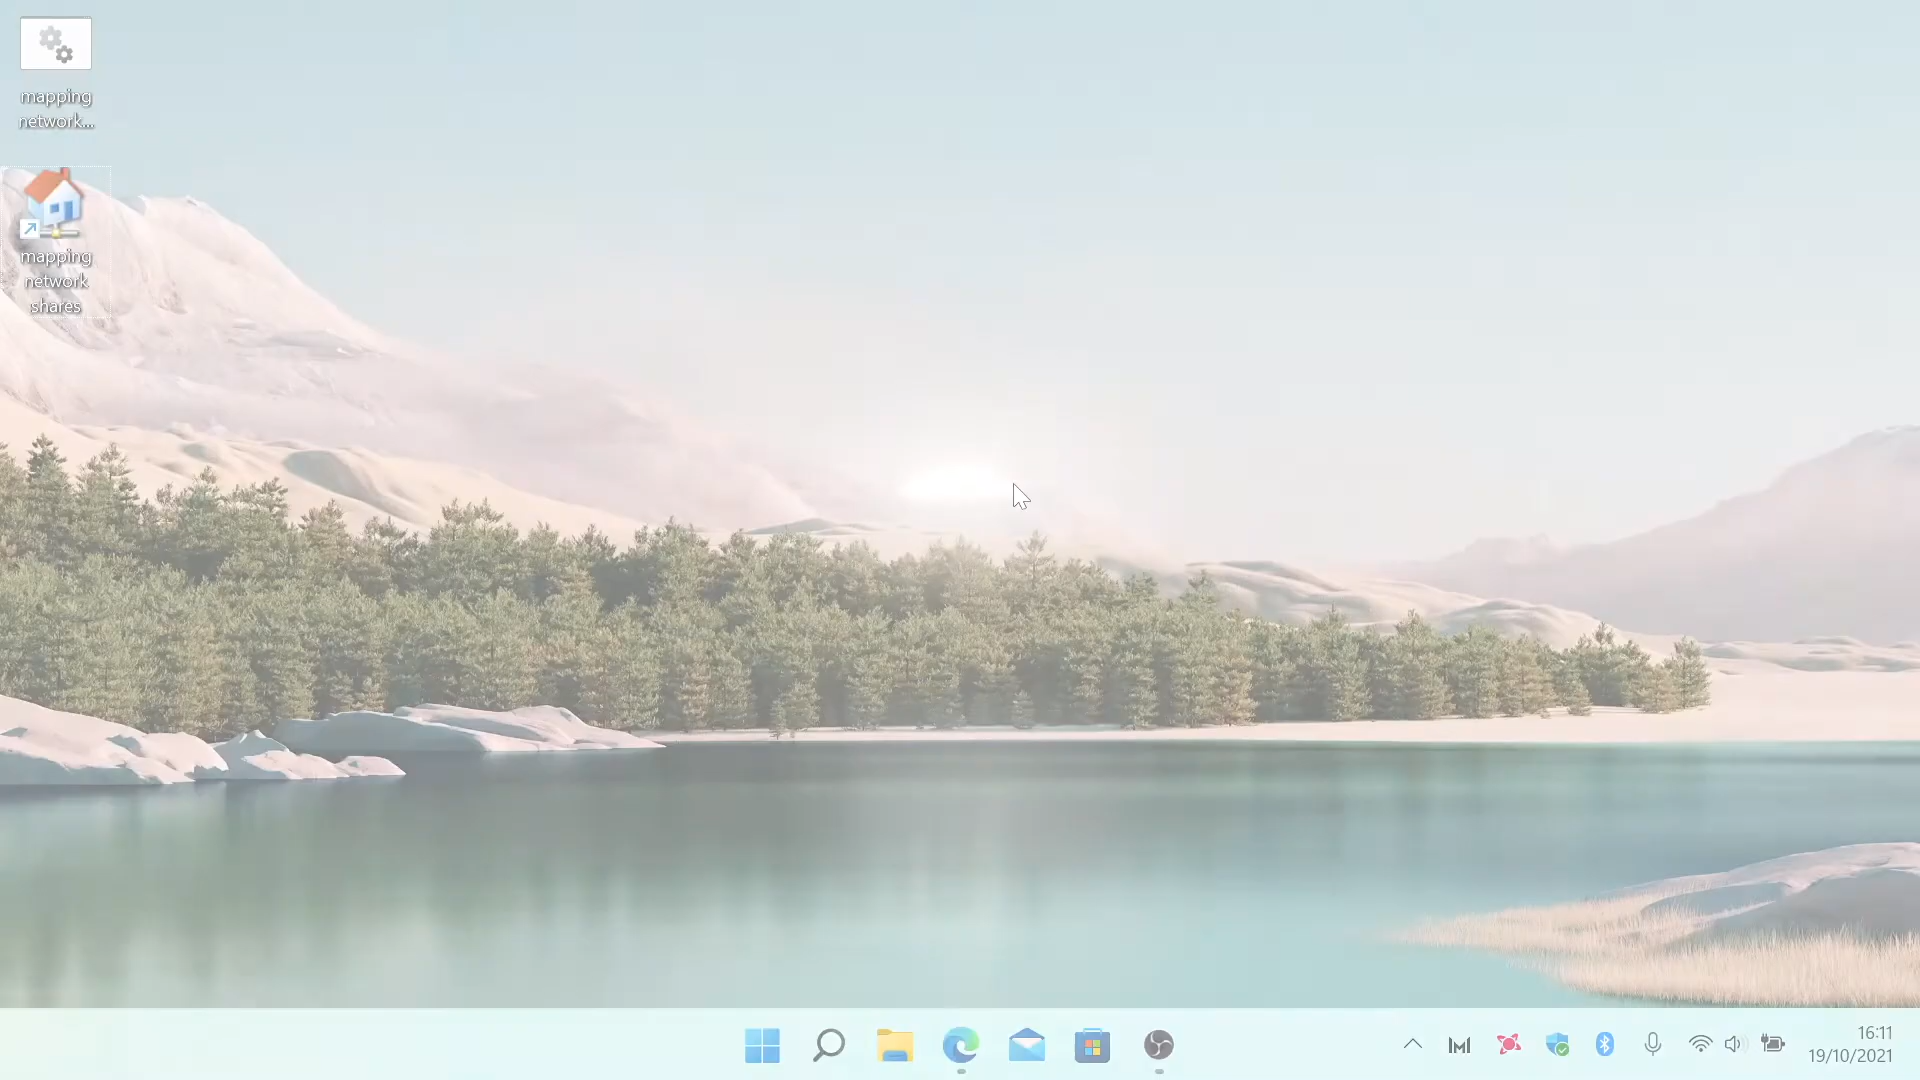 mapping
network...
mapping
network
shares
16:11
19/10/2021